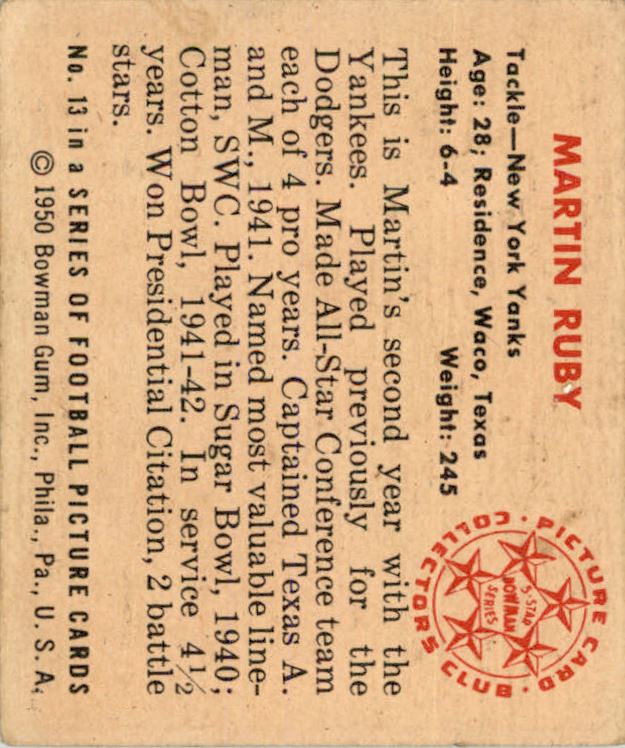 MARTIN RUBY
Tackle—New York Yanks
Age: 28; Residence, Waco, Texas
Height: 6-4 Weight: 245
PICTURE CARD COLLECTORS CLUB
5-STAR
BOWMAN
SERIES
This is Martin's second year with the
Yankees. Played previously for the
Dodgers. Made All-Star Conference team
each of 4 pro years. Captained Texas A.
and M., 1941. Named most valuable line-
man, SWC. Played in Sugar Bowl, 1940;
Cotton Bowl, 1941-42. In service 4½
years. Won Presidential Citation, 2 battle
stars.
No. 13 in a SERIES OF FOOTBALL PICTURE CARDS
© 1950 Bowman Gum, Inc., Phila., Pa., U. S. A.